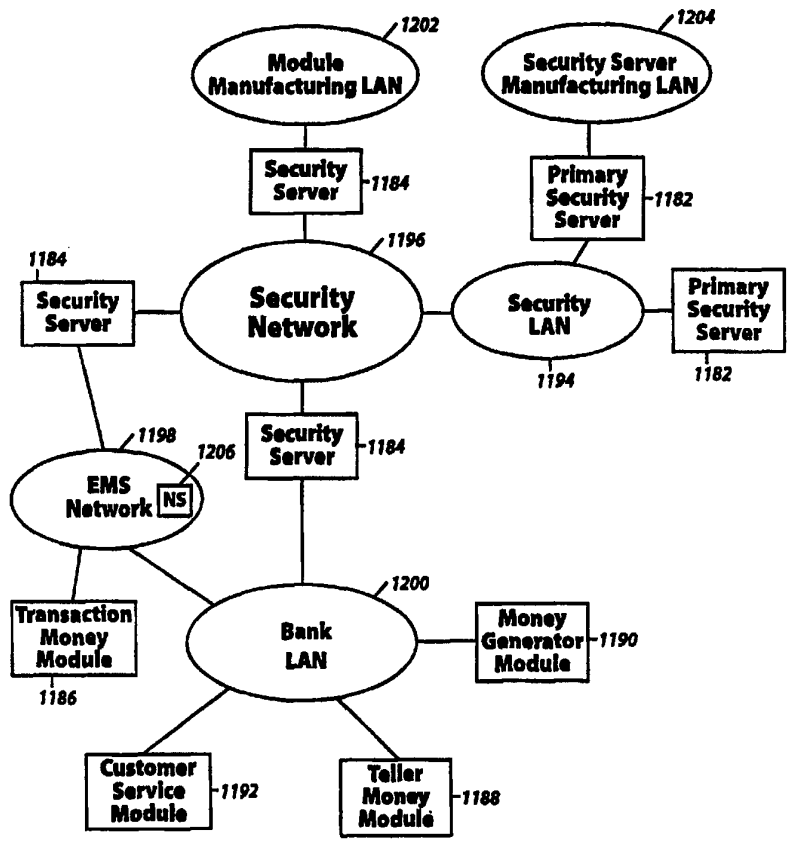 1202
Module
Manufacturing LAN
1204
Security Server
Manufacturing LAN
Security
Server
1184
Primary
Security
Server
1182
1196
Security
Network
1184
Security
Server
Security
LAN
1194
Primary
Security
Server
1182
1198
1206
EMS
Network
NS
Security
Server
1184
1200
Bank
LAN
Transaction
Money
Module
1186
Money
Generator
Module
1190
Customer
Service
Module
1192
Teller
Money
Module
1188